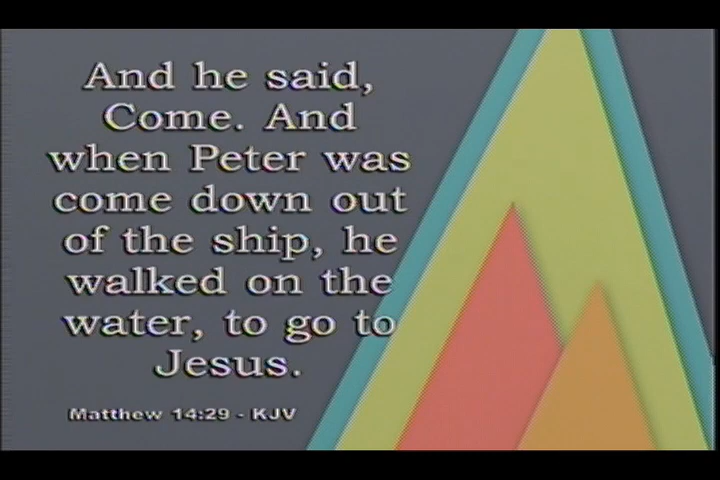 And he said,
Come. And
when Peter was
come down out
of the ship, he
walked on the
water, to go to
Jesus.
Matthew 14:29 - KJV